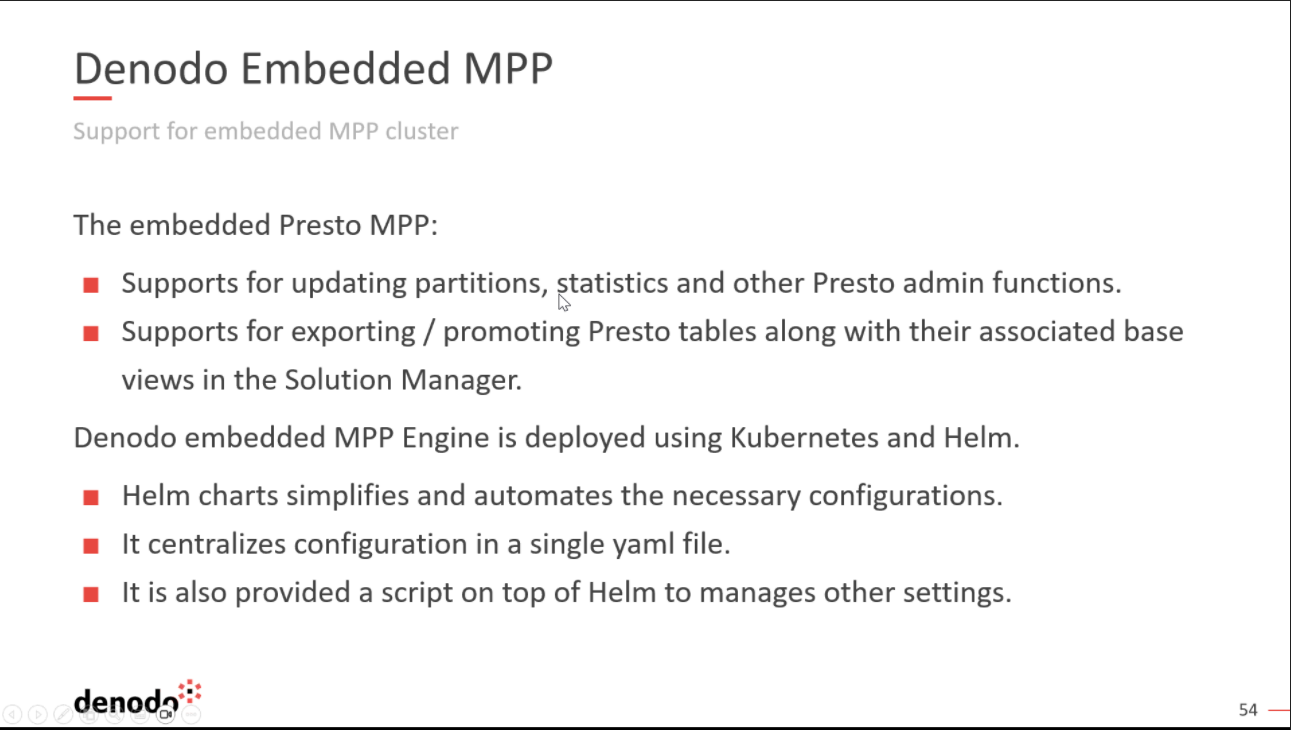 Denodo Embedded MPP
Support for embedded MPP cluster
The embedded Presto MPP:
Supports for updating partitions, statistics and other Presto admin functions.
Supports for exporting / promoting Presto tables along with their associated base
views in the Solution Manager.
Denodo embedded MPP Engine is deployed using Kubernetes and Helm.
Helm charts simplifies and automates the necessary configurations.
It centralizes configuration in a single yaml file.
It is also provided a script on top of Helm to manages other settings.
denodo
54